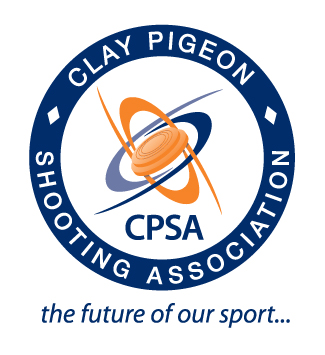 CLAY PIGEON
SHOOTING ASSOCIATION
CPSA
the future of our sport...